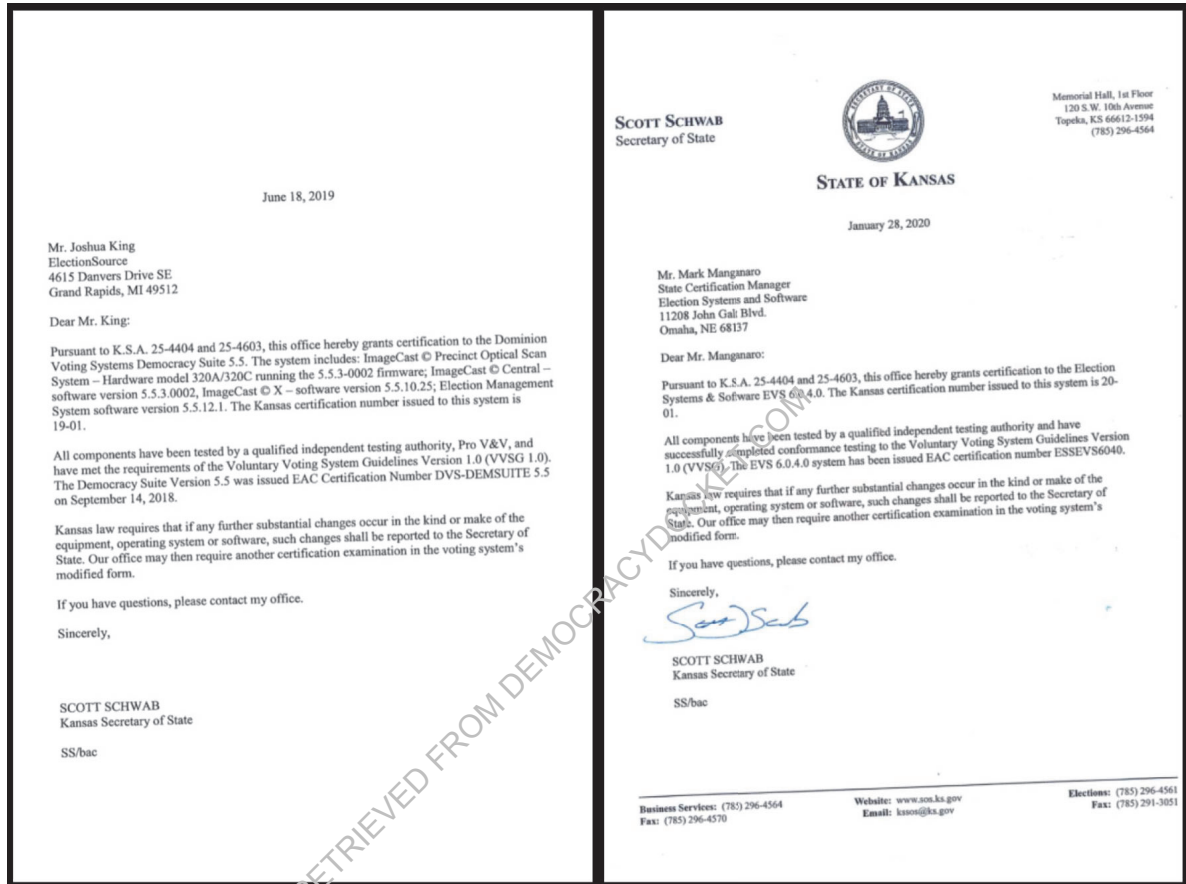 June 18, 2019
Mr. Joshua King
ElectionSource
4615 Danvers Drive SE
Grand Rapids, MI 49512
Dear Mr. King:
Pursuant to K.S.A. 25-4404 and 25-4603, this office hereby grants certification to the Dominion
Voting Systems Democracy Suite 5.5. The system includes: ImageCast © Precinct Optical Scan
System – Hardware model 320A/320C running the 5.5.3-0002 firmware; ImageCast © Central –
software version 5.5.3.0002, ImageCast © X – software version 5.5.10.25; Election Management
System software version 5.5.12.1. The Kansas certification number issued to this system is
19-01.
All components have been tested by a qualified independent testing authority, Pro V&V, and
have met the requirements of the Voluntary Voting System Guidelines Version 1.0 (VVSG 1.0).
The Democracy Suite Version 5.5 was issued EAC Certification Number DVS-DEMSUITE 5.5
on September 14, 2018.
Kansas law requires that if any further substantial changes occur in the kind or make of the
equipment, operating system or software, such changes shall be reported to the Secretary of
State. Our office may then require another certification examination in the voting system's
modified form.
If you have questions, please contact my office.
Sincerely,
SCOTT SCHWAB
Kansas Secretary of State
SS/bac
SCOTT SCHWAB
Secretary of State
SECRETARY OF STATE
STATE OF KANSAS
Memorial Hall, 1st Floor
120 S.W. 10th Avenue
Topeka, KS 66612-1594
(785) 296-4564
STATE OF KANSAS
January 28, 2020
Mr. Mark Manganaro
State Certification Manager
Election Systems and Software
11208 John Galt Blvd.
Omaha, NE 68137
Dear Mr. Manganaro:
Pursuant to K.S.A. 25-4404 and 25-4603, this office hereby grants certification to the Election
Systems & Software EVS 6.0.4.0. The Kansas certification number issued to this system is 20-
01.
All components have been tested by a qualified independent testing authority and have
successfully completed conformance testing to the Voluntary Voting System Guidelines Version
1.0 (VVSG). The EVS 6.0.4.0 system has been issued EAC certification number ESSEVS6040.
Kansas law requires that if any further substantial changes occur in the kind or make of the
equipment, operating system or software, such changes shall be reported to the Secretary of
State. Our office may then require another certification examination in the voting system's
modified form.
If you have questions, please contact my office.
Sincerely,
SCOTT SCHWAB
Kansas Secretary of State
SS/bac
Business Services: (785) 296-4564
Fax: (785) 296-4570
Website: www.sos.ks.gov
Email: kssos@ks.gov
Elections: (785) 296-4561
Fax: (785) 291-3051
RETRIEVED FROM DEMOCRACYDOCKET.COM